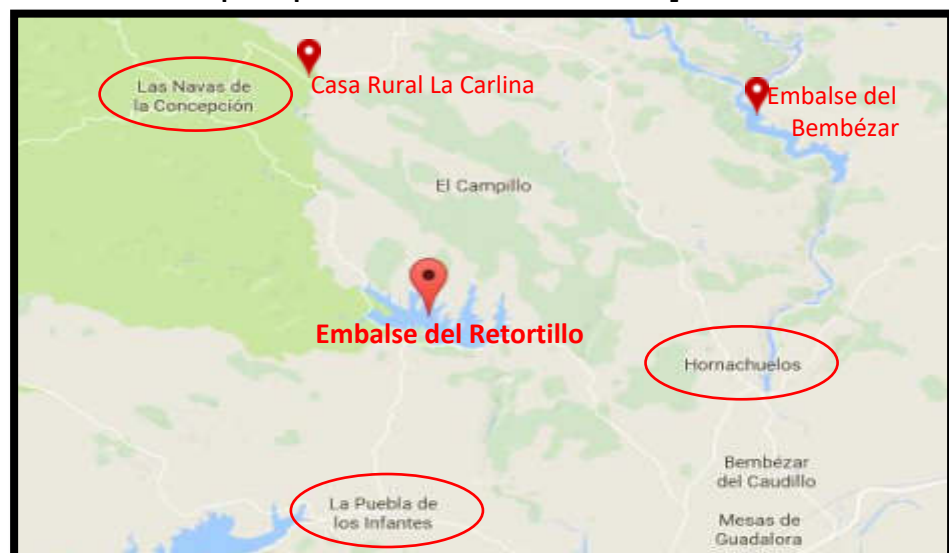 Las Navas de
la Concepción
Casa Rural La Carlina
Embalse del
Bembézar
El Campillo
Embalse del Retortillo
Hornachuelos
Bembézar
del Caudillo
La Puebla de
los Infantes
Mesas de
Guadalora